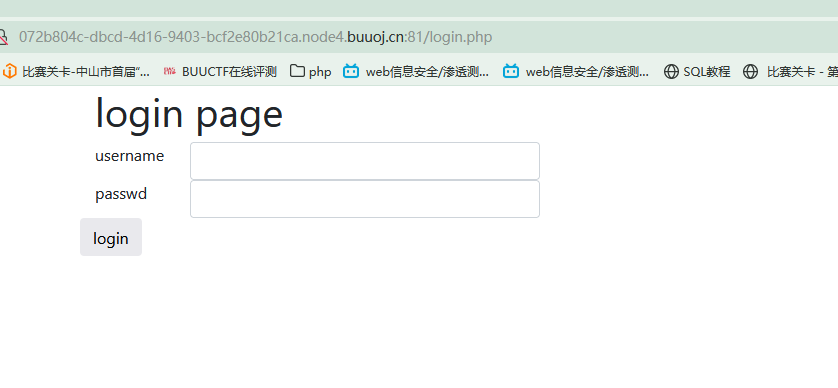 072b804c-dbcd-4d16-9403-bcf2e80b21ca.node4.buuoj.cn:81/login.php
比赛关卡-中山市首届“... BUUCTF在线评测 php web信息安全/渗透测... web信息安全/渗透测... SQL教程 比赛关卡 - 第
login page
username
passwd
login